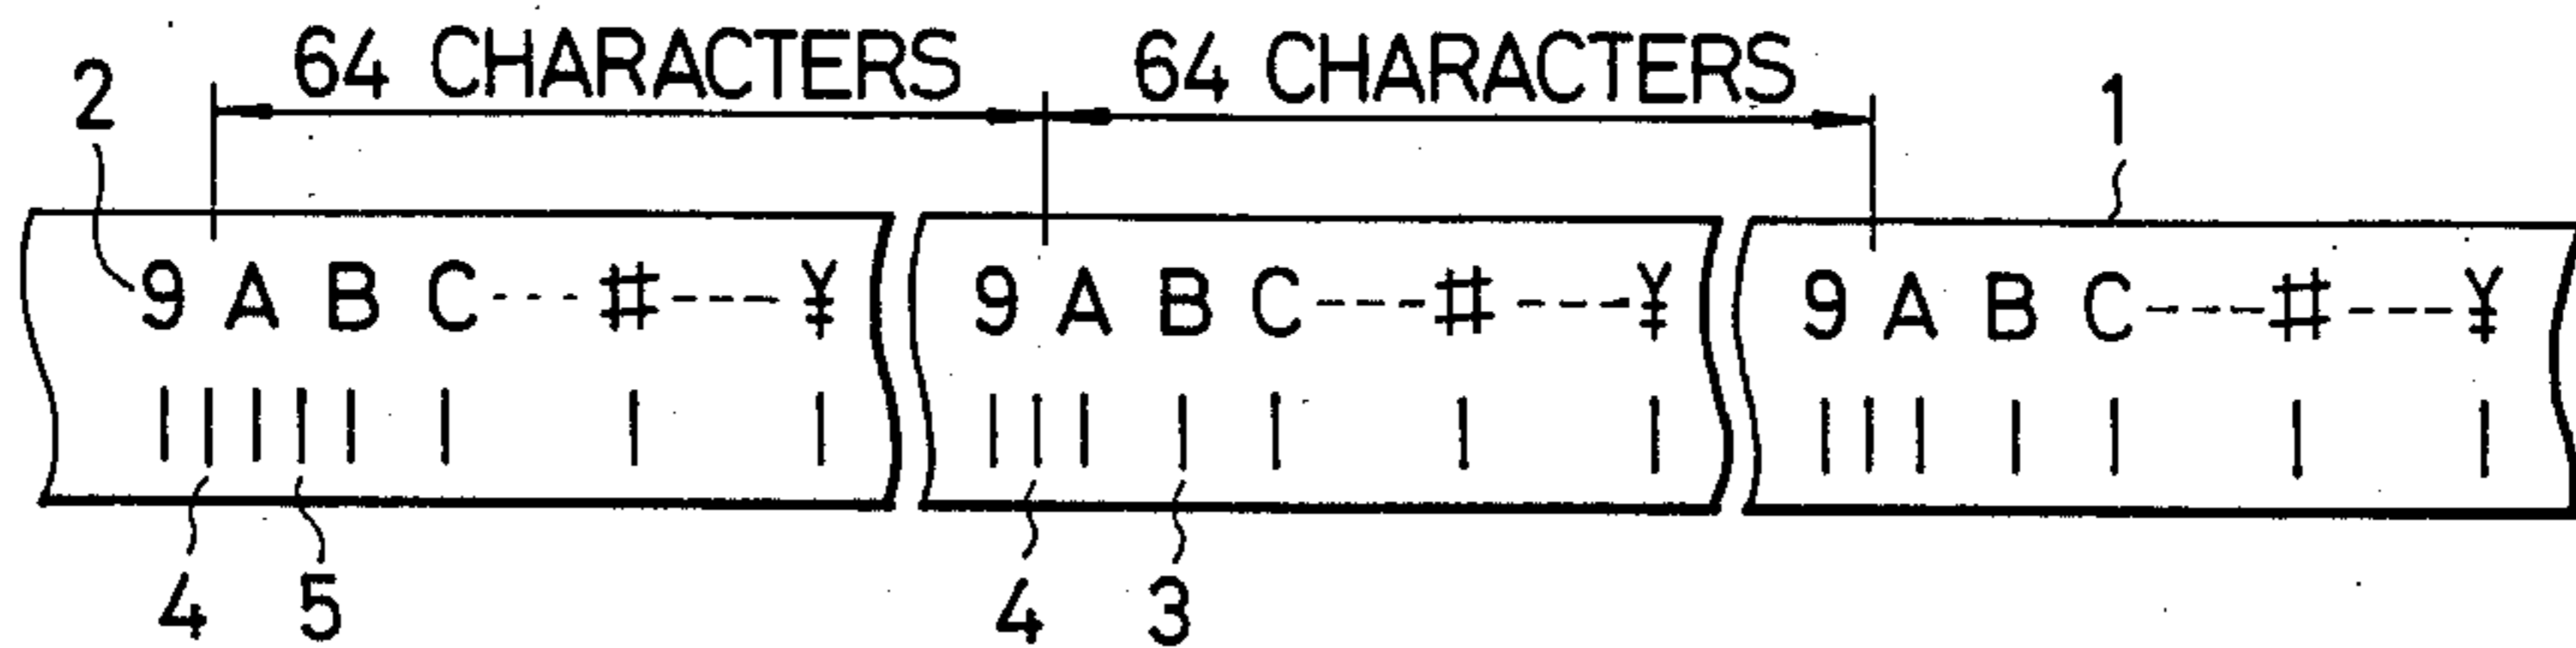 64 CHARACTERS 64 CHARACTERS
2 1
9 A B C --- # --- ¥ 9 A B C --- # --- ¥ 9 A B C --- # --- ¥
4 5 4 3